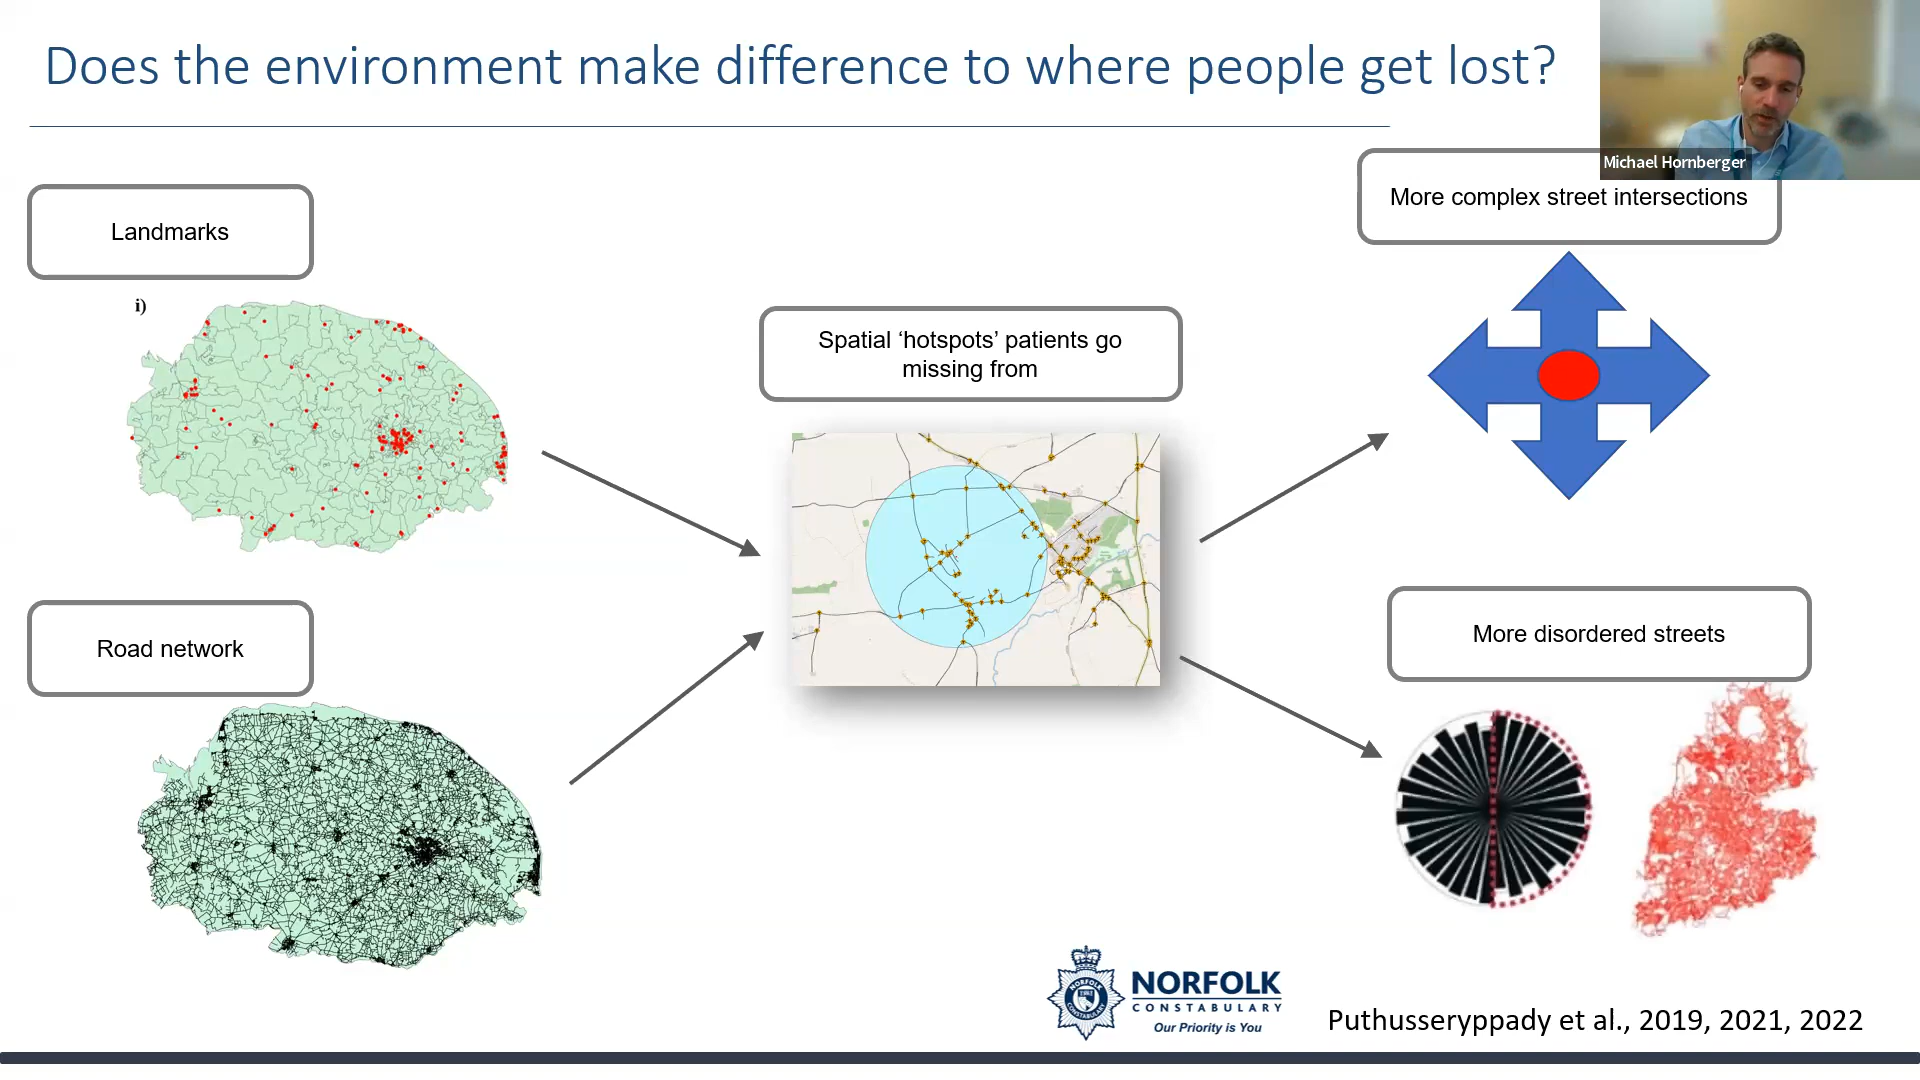 Does the environment make difference to where people get lost?
Michael Hornberger
More complex street intersections
Landmarks
i)
Spatial ‘hotspots’ patients go
missing from
Road network
More disordered streets
NORFOLK
CONSTABULARY
Our Priority is You
NORFOLK
CONSTABULARY
Puthusseryppady et al., 2019, 2021, 2022